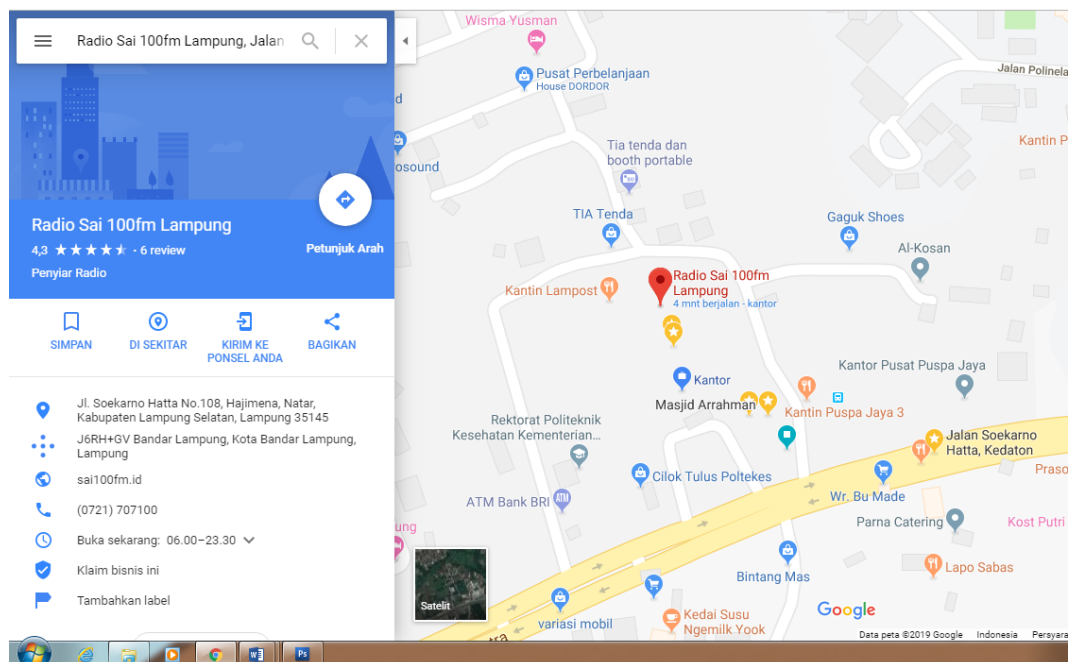 Radio Sai 100fm Lampung, Jalan
Radio Sai 100fm Lampung
4,3 ★★★★★ - 6 review
Penyiar Radio
Petunjuk Arah
SIMPAN
DI SEKITAR
KIRIM KE
PONSEL ANDA
BAGIKAN
Jl. Soekarno Hatta No.108, Hajimena, Natar,
Kabupaten Lampung Selatan, Lampung 35145
J6RH+GV Bandar Lampung, Kota Bandar Lampung,
Lampung
sai100fm.id
(0721) 707100
Buka sekarang: 06.00–23.30
Klaim bisnis ini
Tambahkan label
Wisma Yusman
Pusat Perbelanjaan
House DORDOR
Jalan Polinela
Kantin P
d
osound
Tia tenda dan
booth portable
TIA Tenda
Gaguk Shoes
Al-Kosan
Radio Sai 100fm
Lampung
4 mnt berjalan - kantor
Kantin Lampost
Kantor Pusat Puspa Jaya
Kantor
Masjid Arrahman
Kantin Puspa Jaya 3
Rektorat Politeknik
Kesehatan Kementerian...
Jalan Soekarno
Hatta, Kedaton
Praso
Cilok Tulus Poltekes
Wr. Bu Made
ATM Bank BRI
ATM
Parna Catering
Kost Putri
ung
Bintang Mas
Lapo Sabas
Satelit
variasi mobil
Kedai Susu
Ngemilk Yook
tra
Google
Data peta ©2019 Google Indonesia Persyara
W
Ps